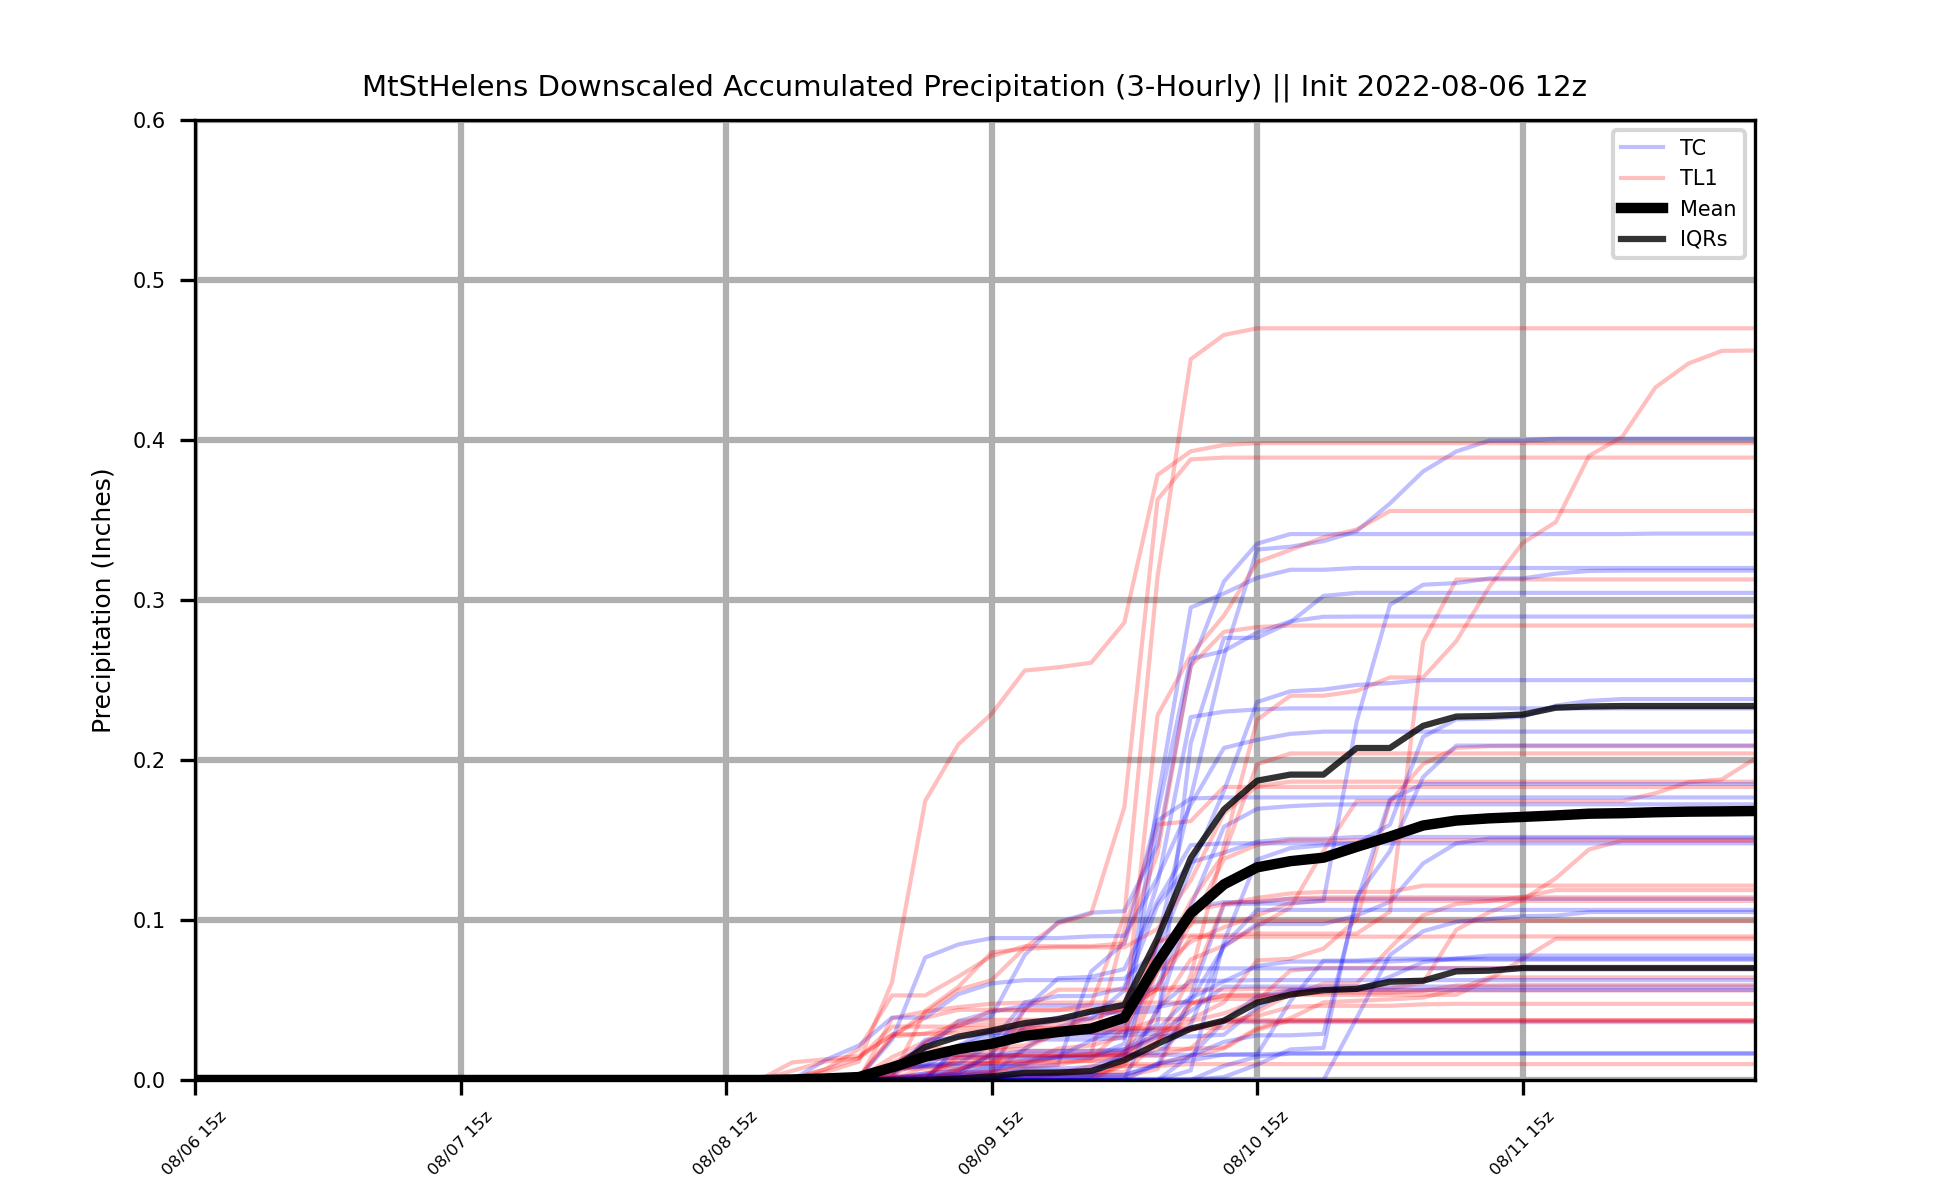 MtStHelens Downscaled Accumulated Precipitation (3-Hourly) || Init 2022-08-06 12z
Precipitation (Inches)
0.6
0.5
0.4
0.3
0.2
0.1
0.0
TC
TL1
Mean
IQRs
08/06 15z
08/07 15z
08/08 15z
08/09 15z
08/10 15z
08/11 15z